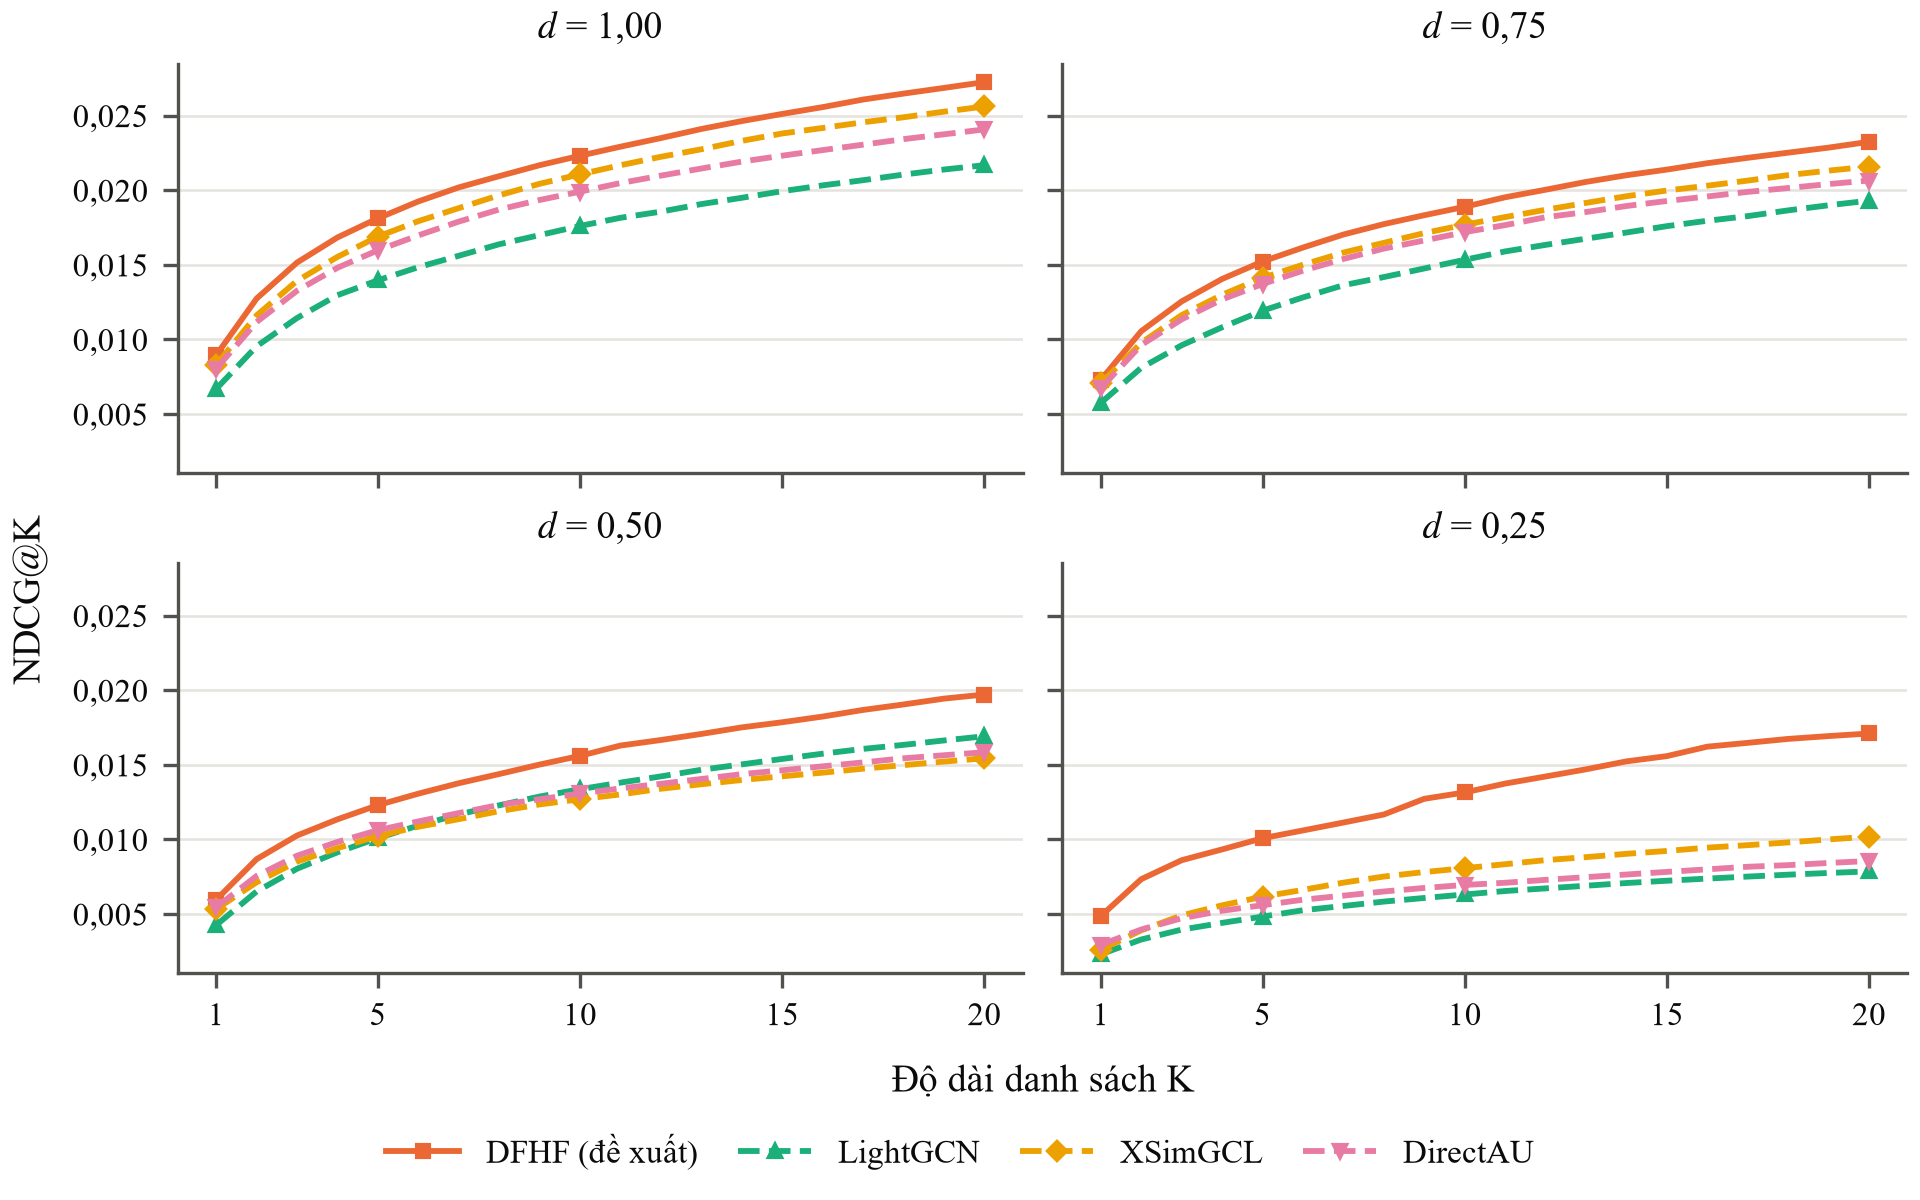 d = 1,00
d = 0,75
0,025
0,020
0,015
0,010
0,005
NDCG@K
d = 0,50
d = 0,25
0,025
0,020
0,015
0,010
0,005
1 5 10 15 20
1 5 10 15 20
Độ dài danh sách K
DFHF (đề xuất) LightGCN XSimGCL DirectAU